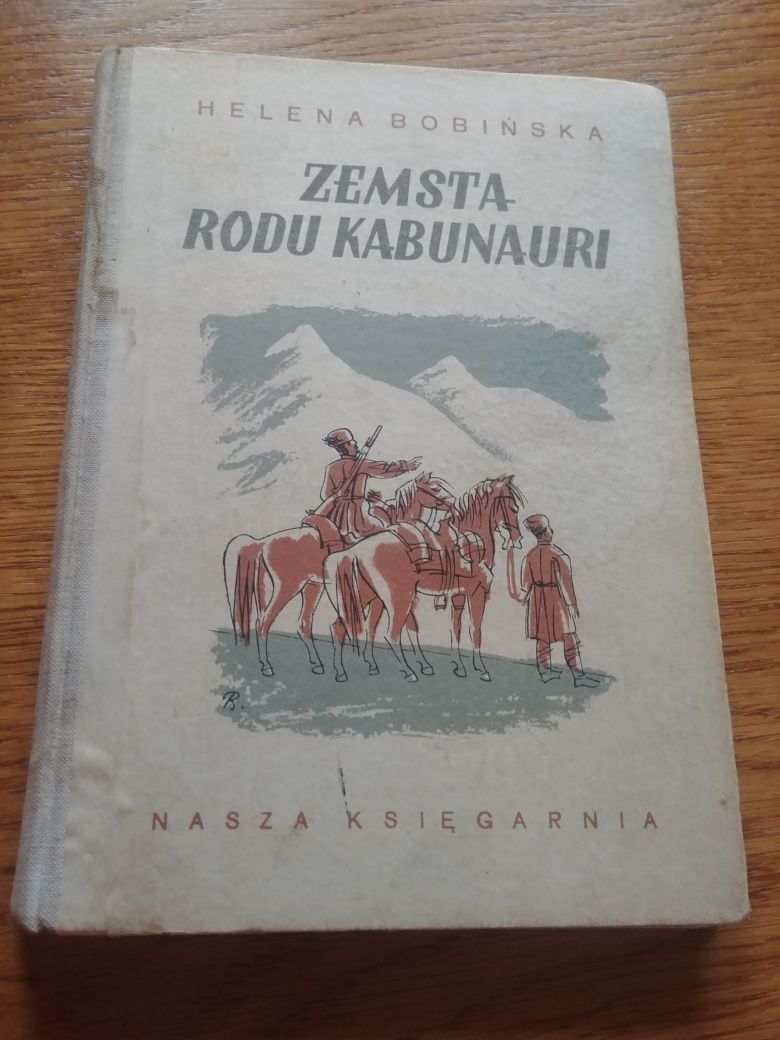 HELENA BOBIŃSKA
ZEMSTA
RODU KABUNAURI
NASZA KSIĘGARNIA